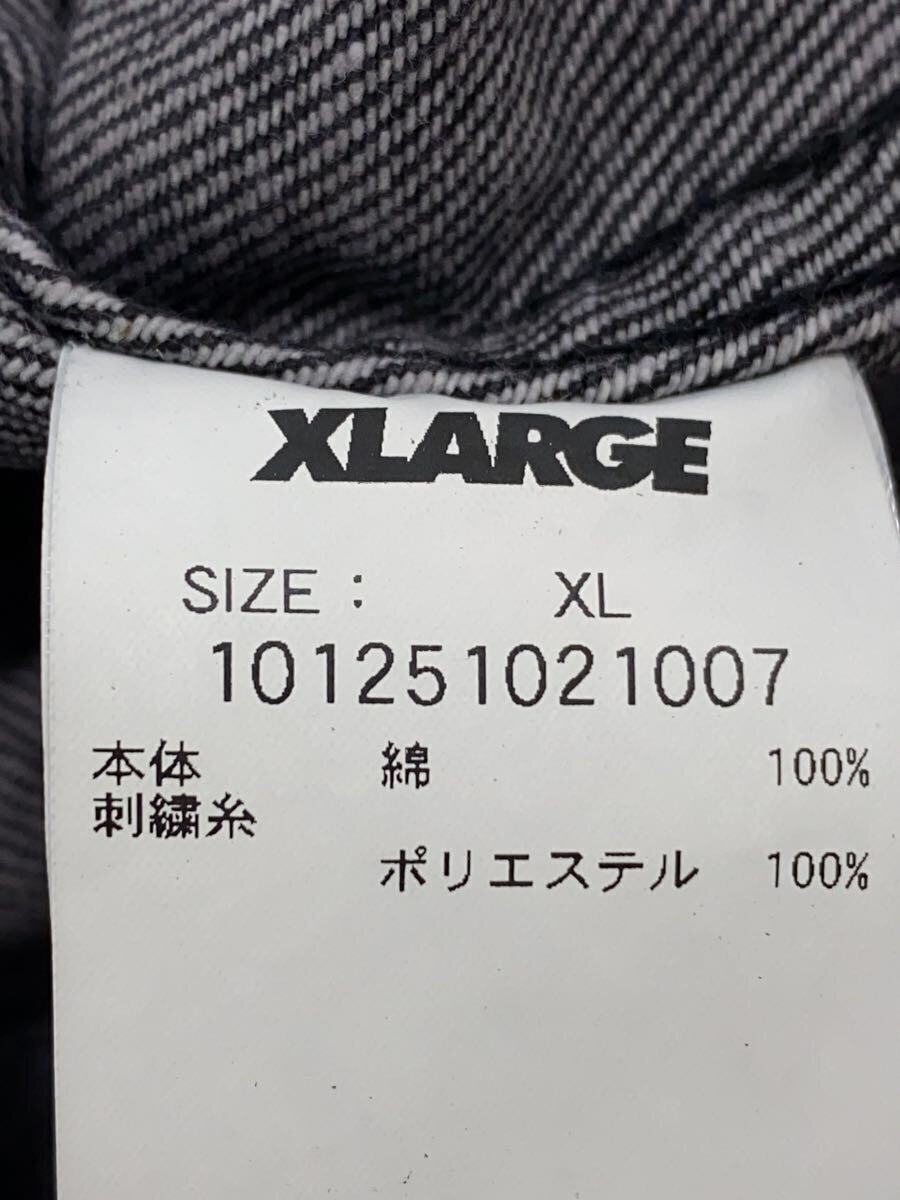 XLARGE
SIZE : XL
101251021007
本体 綿 100%
刺繍糸
ポリエステル 100%